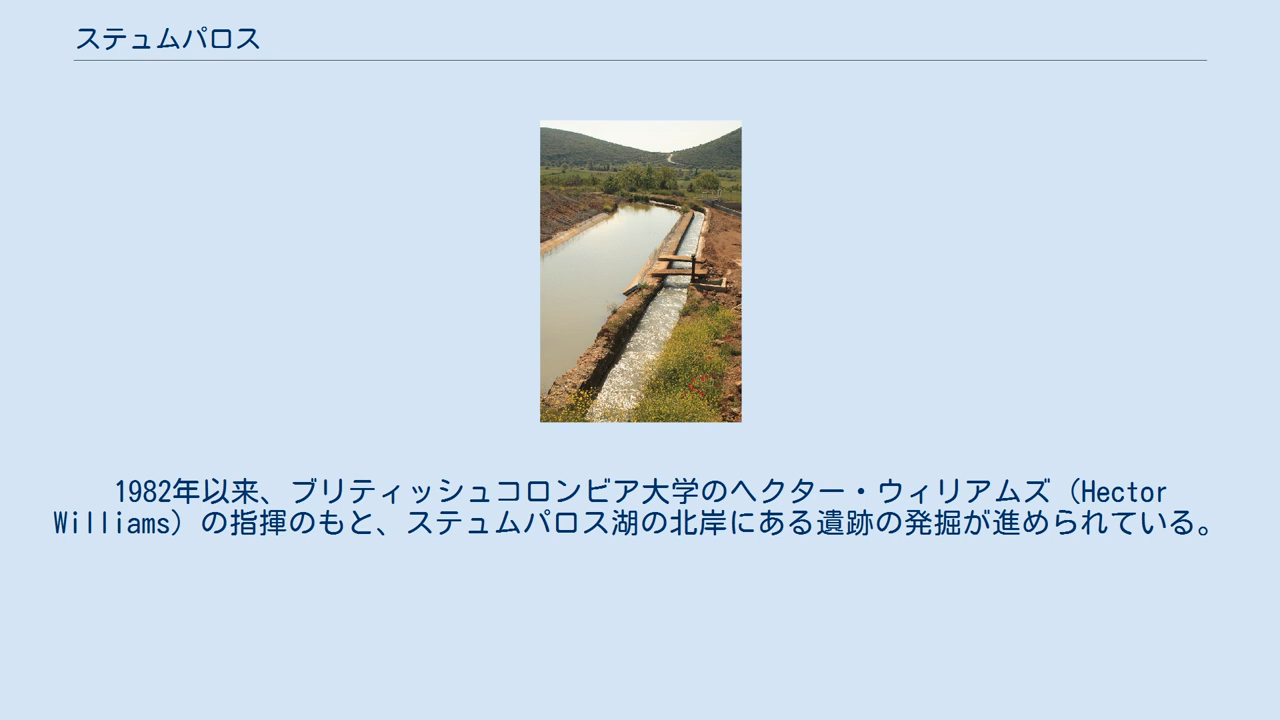 ステュムパロス
1982年以来、ブリティッシュコロンビア大学のヘクター・ウィリアムズ（Hector
Williams）の指揮のもと、ステュムパロス湖の北岸にある遺跡の発掘が進められている。